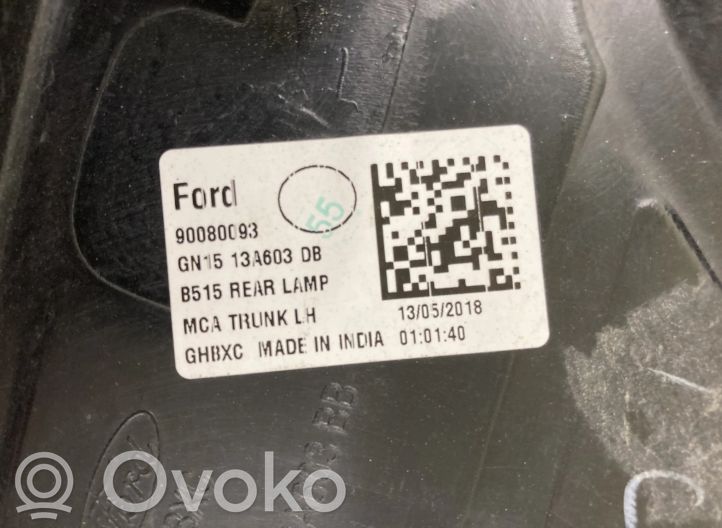 Ford
55
90080093
GN15 13A603 DB
B515 REAR LAMP
MCA TRUNK LH
13/05/2018
GHBXC MADE IN INDIA 01:01:40
OVOKO